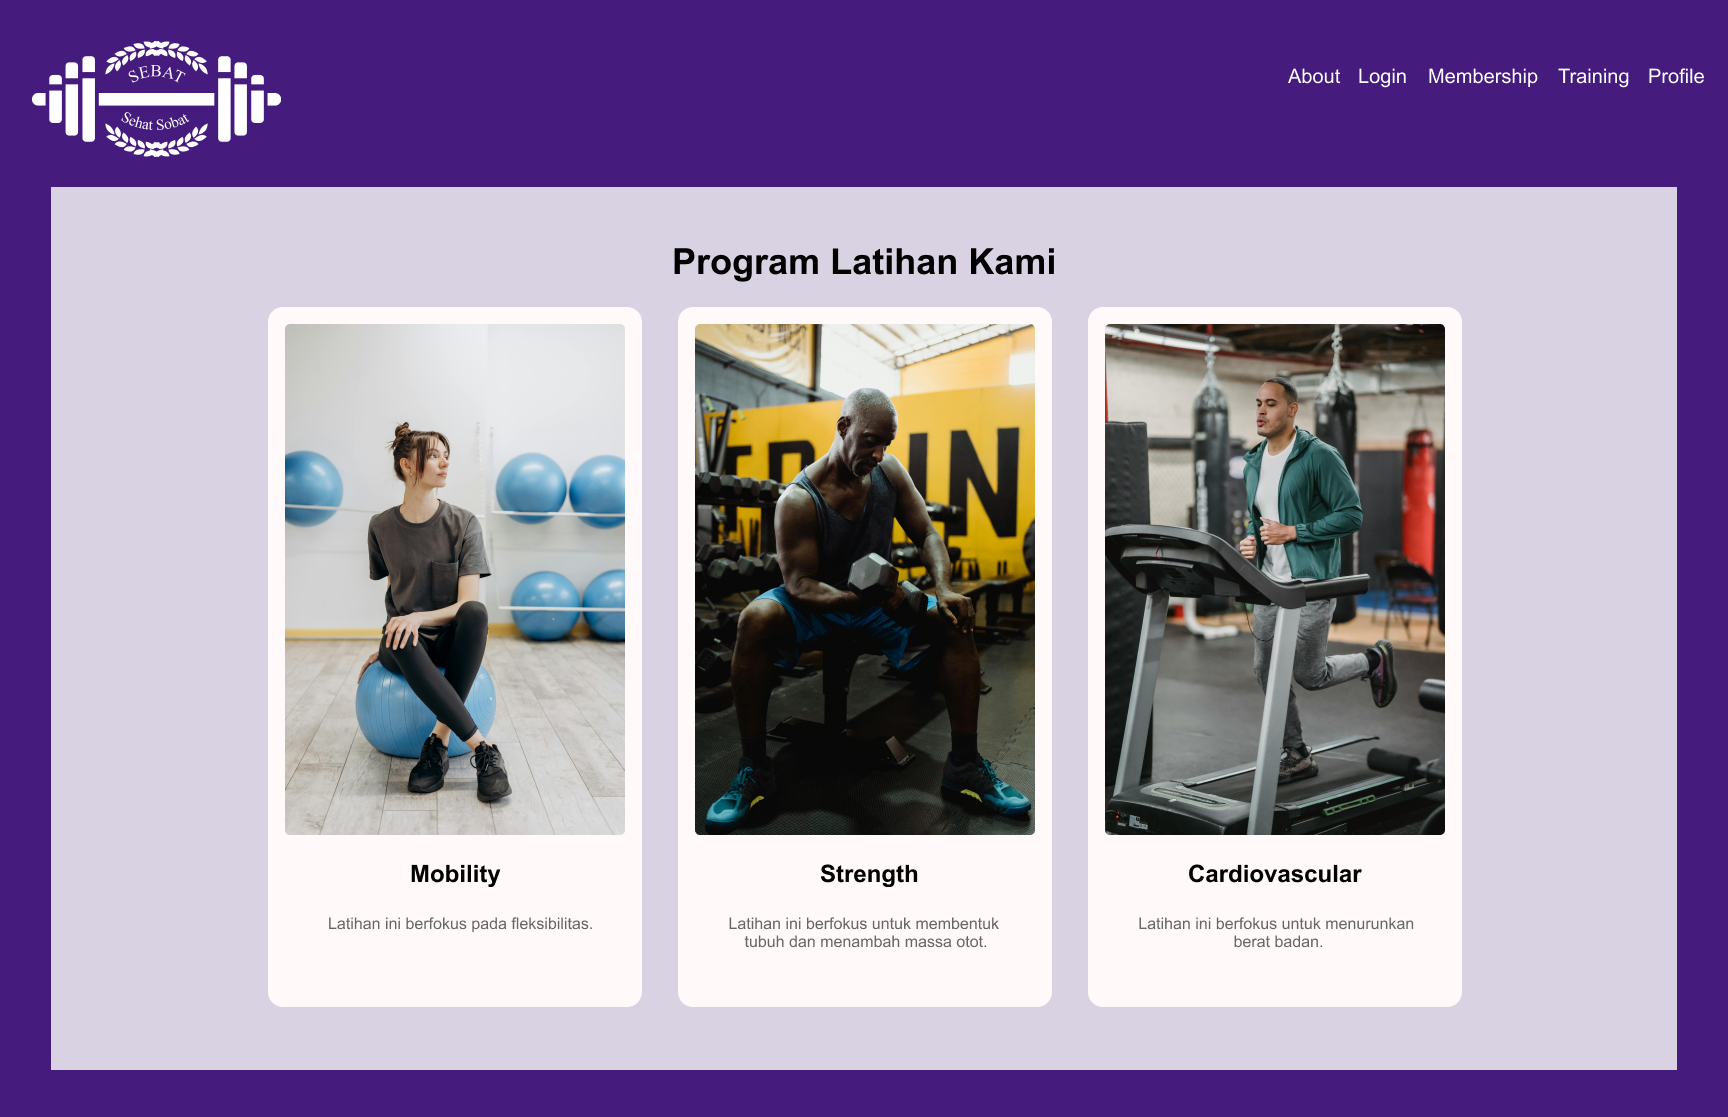 SEBAT
Sehat Sobat
About Login Membership Training Profile
Program Latihan Kami
Mobility
Latihan ini berfokus pada fleksibilitas.
Strength
Latihan ini berfokus untuk membentuk
tubuh dan menambah massa otot.
Cardiovascular
Latihan ini berfokus untuk menurunkan
berat badan.